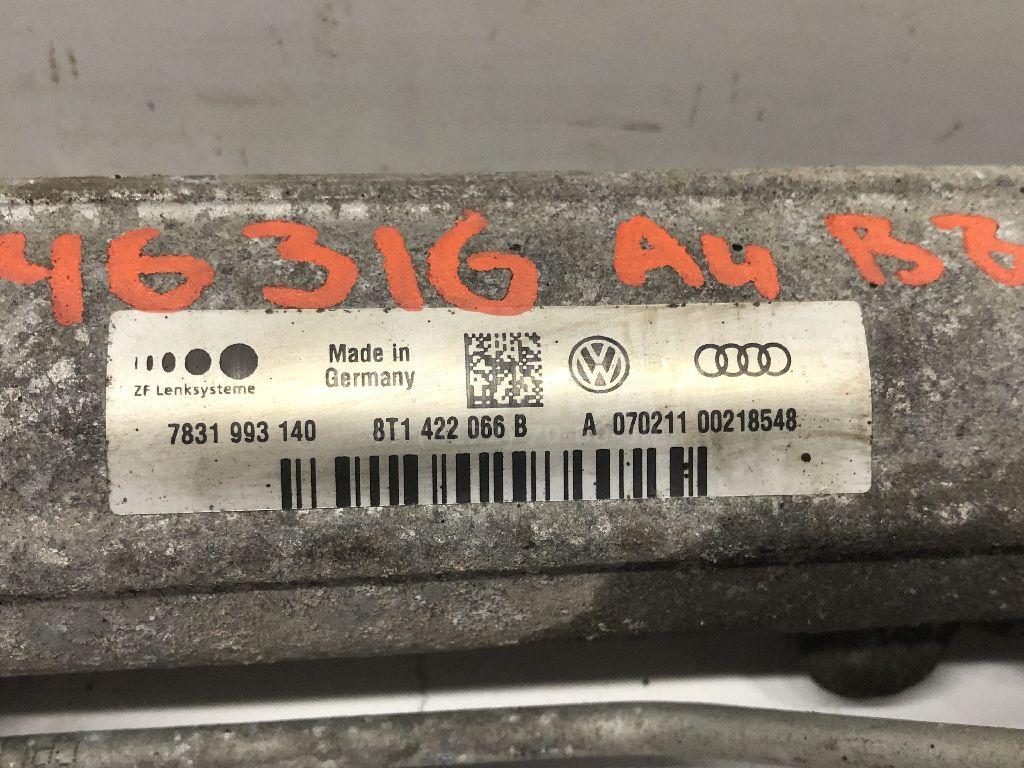 46316 A4 B8
Made in
Germany
ZF Lenksysteme
7831 993 140 8T1 422 066 B A 070211 00218548